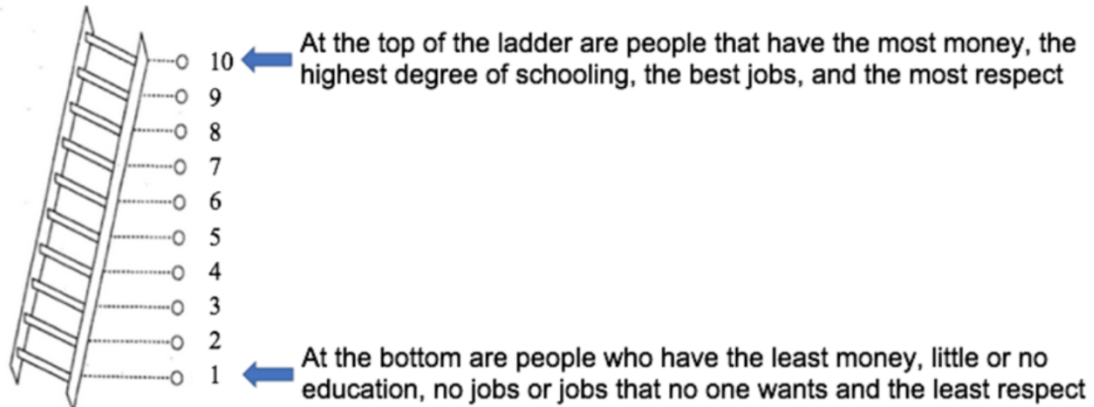 10 At the top of the ladder are people that have the most money, the
highest degree of schooling, the best jobs, and the most respect
9
8
7
6
5
4
3
2
1 At the bottom are people who have the least money, little or no
education, no jobs or jobs that no one wants and the least respect